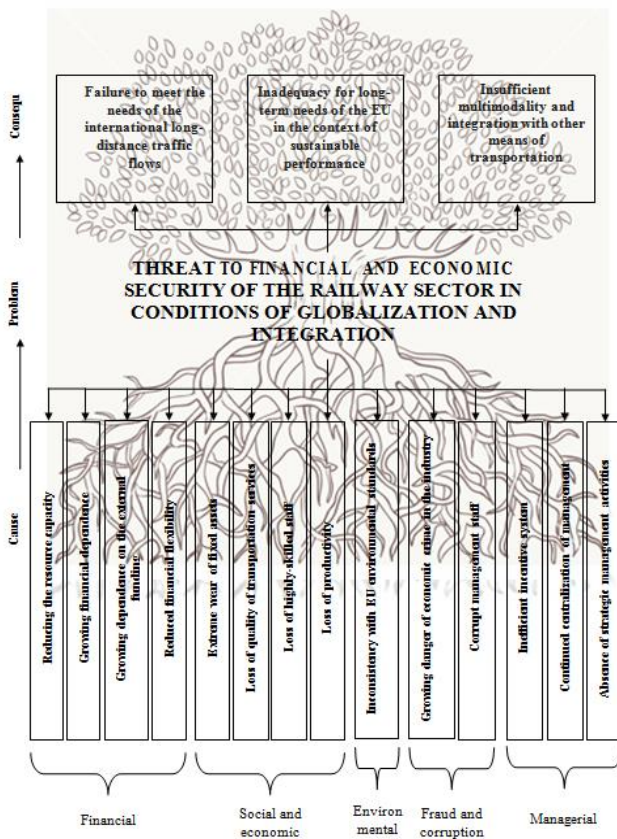 Consequ
Failure to meet the
needs of the
international long-
distance traffic
flows
Inadequacy for long-
term needs of the EU
in the context of
sustainable
performance
Insufficient
multimodality and
integration with other
means of
transportation
Problem
THREAT TO FINANCIAL AND ECONOMIC
SECURITY OF THE RAILWAY SECTOR IN
CONDITIONS OF GLOBALIZATION AND
INTEGRATION
Cause
Reducing the resource capacity
Growing financial-dependence
Growing dependence on the external
funding
Reduced financial flexibility
Extreme wear of fixed assets
Loss of quality of transportation services
Loss of highly-skilled staff
Loss of productivity
Inconsistency with EU environmental standards
Growing danger of economic crime in the industry
Corrupt management staff
Inefficient incentive system
Continued centralization of management
Absence of strategic management activities
Financial
Social and
economic
Environ
mental
Fraud and
corruption
Managerial